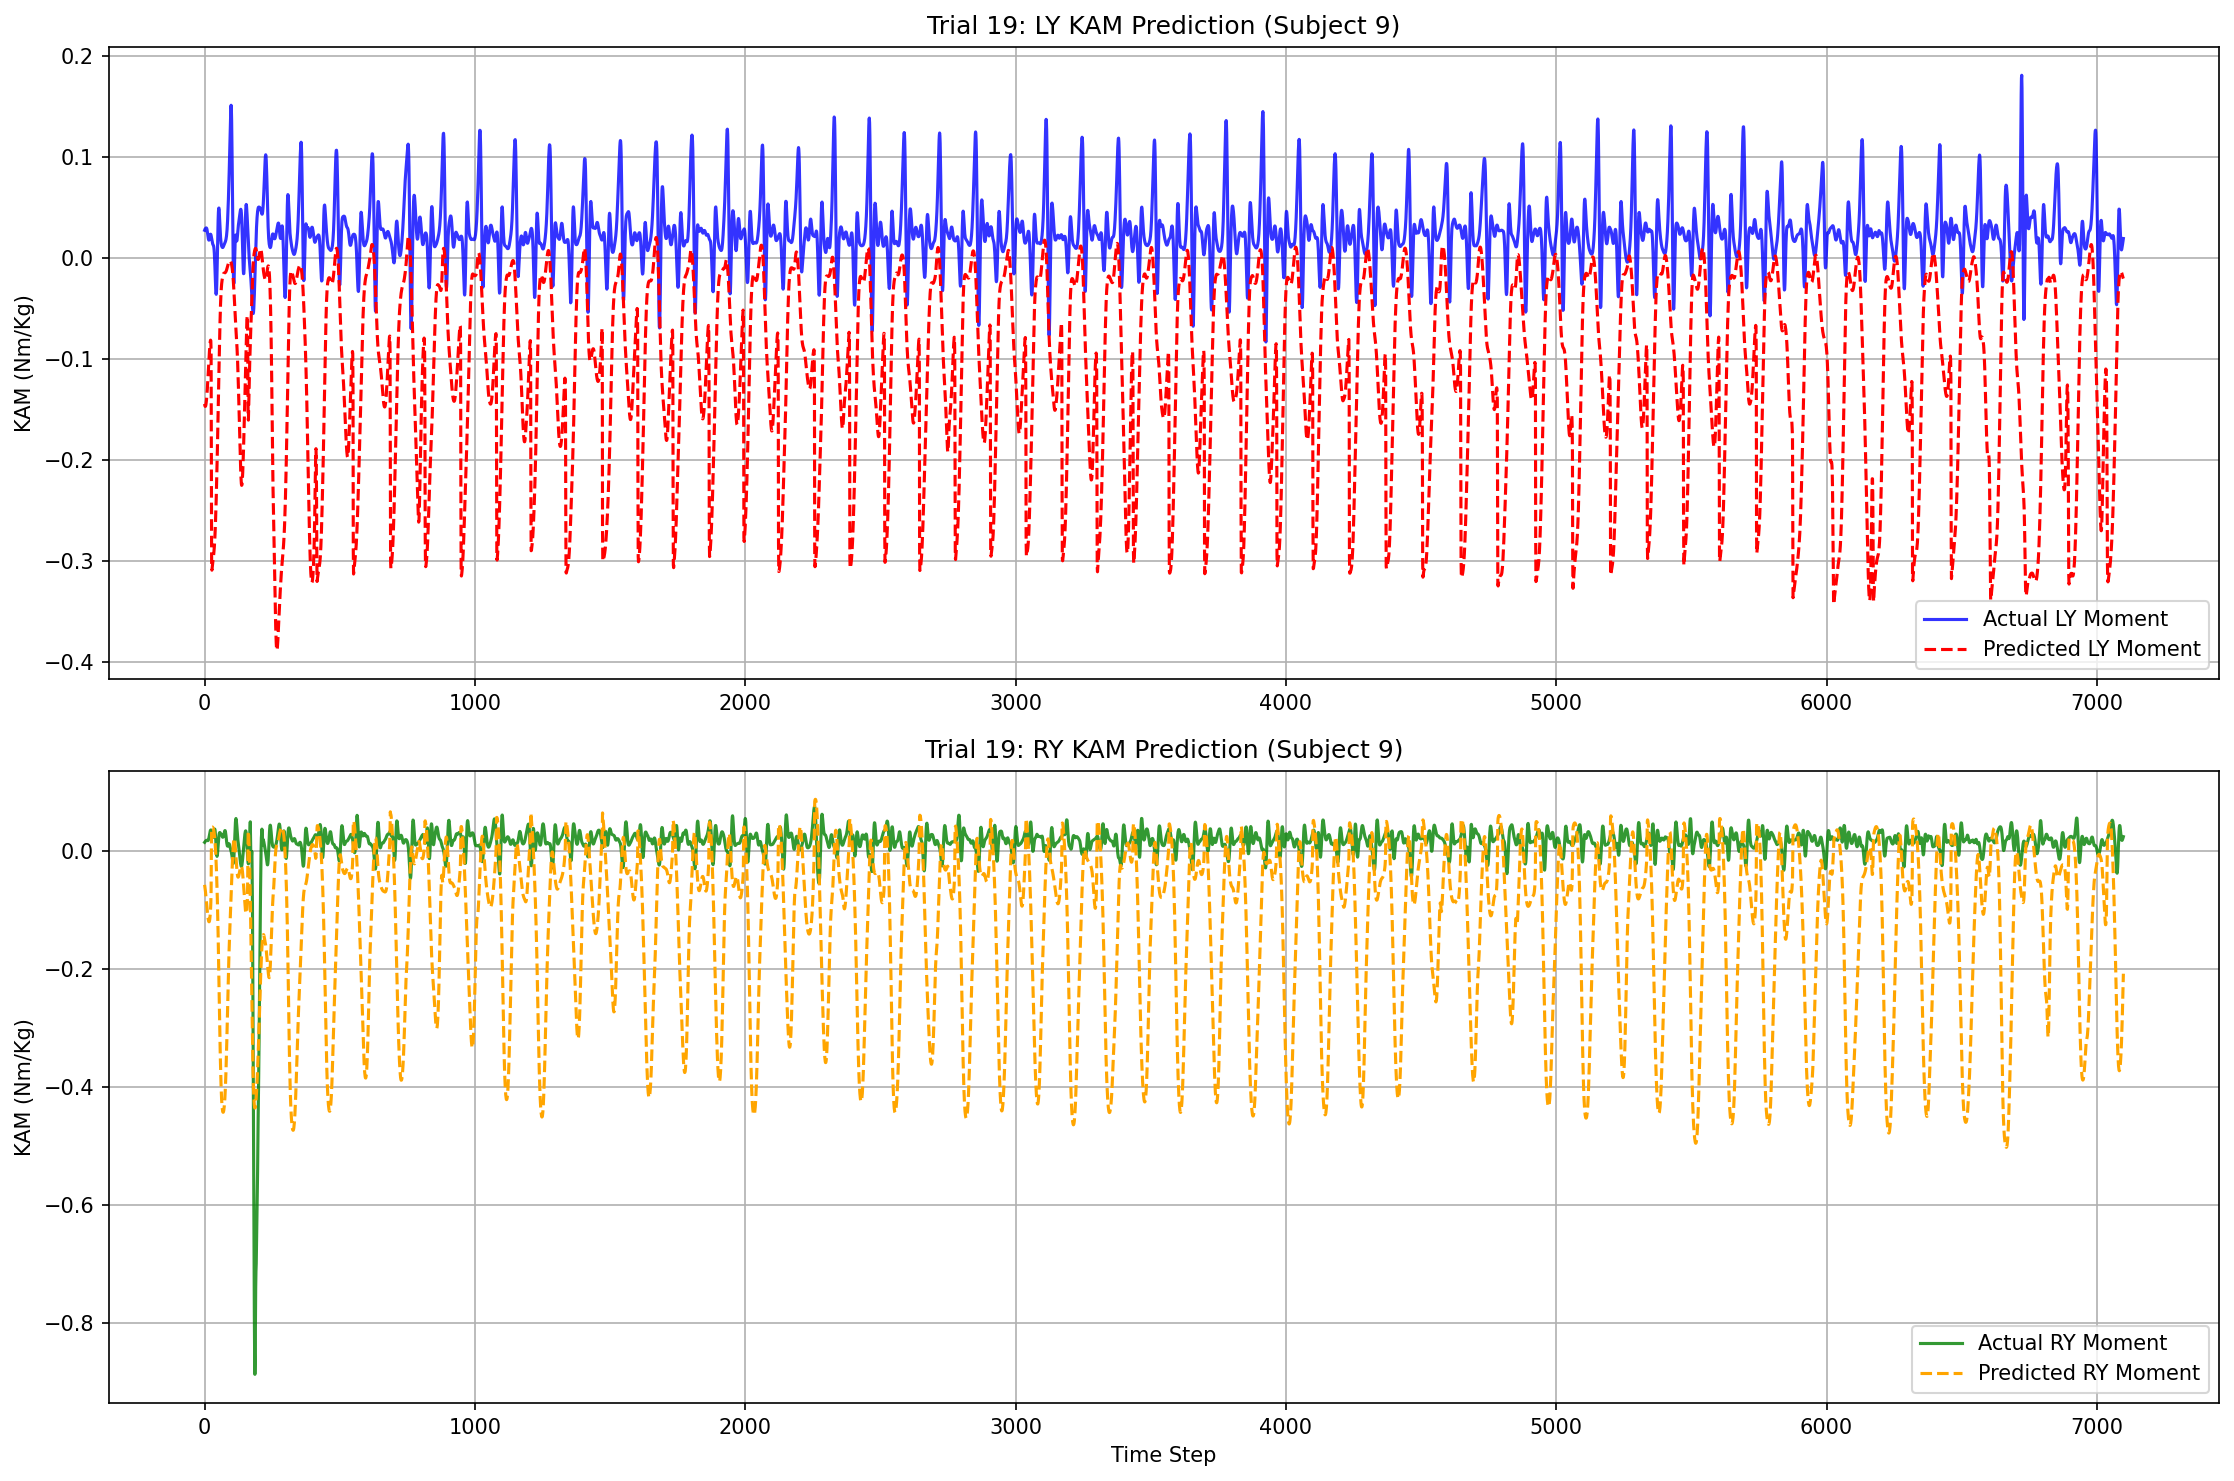 Trial 19: LY KAM Prediction (Subject 9)
0.2
0.1
0.0
−0.1
−0.2
−0.3
−0.4
KAM (Nm/Kg)
Actual LY Moment
Predicted LY Moment
0 1000 2000 3000 4000 5000 6000 7000
Trial 19: RY KAM Prediction (Subject 9)
0.0
−0.2
−0.4
−0.6
−0.8
KAM (Nm/Kg)
Actual RY Moment
Predicted RY Moment
0 1000 2000 3000 4000 5000 6000 7000
Time Step